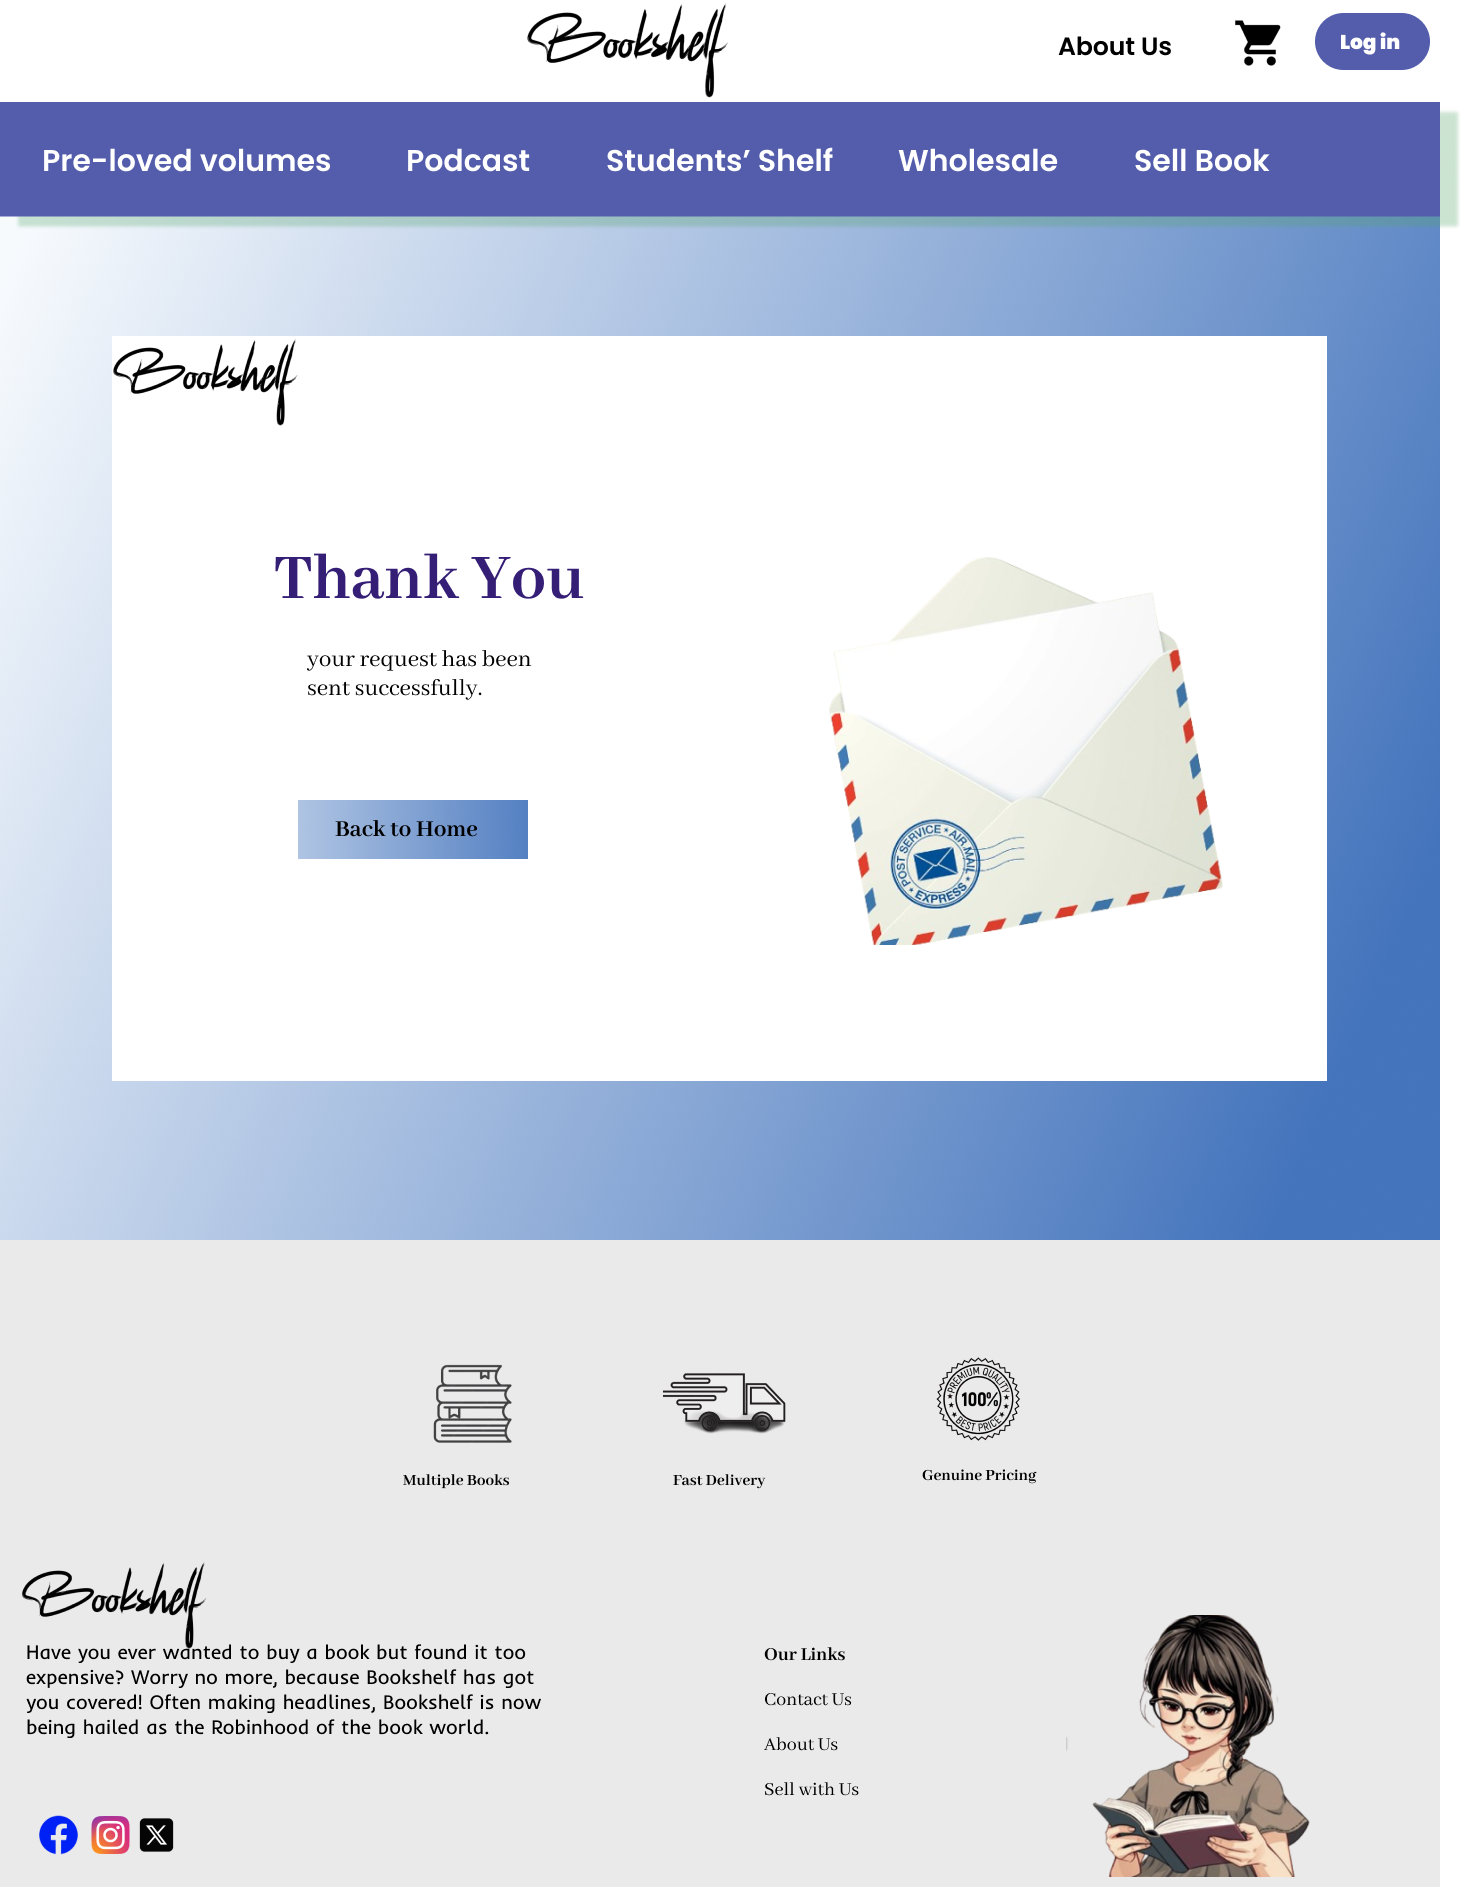 Bookshelf
About Us
Log in
Pre-loved volumes
Podcast
Students’ Shelf
Wholesale
Sell Book
Bookshelf
Thank You
your request has been
sent successfully.
Back to Home
POST SERVICE * AIR MAIL * EXPRESS *
Multiple Books
Fast Delivery
PREMIUM QUALITY
100%
BEST PRICE
Genuine Pricing
Bookshelf
Have you ever wanted to buy a book but found it too
expensive? Worry no more, because Bookshelf has got
you covered! Often making headlines, Bookshelf is now
being hailed as the Robinhood of the book world.
Our Links
Contact Us
About Us
Sell with Us